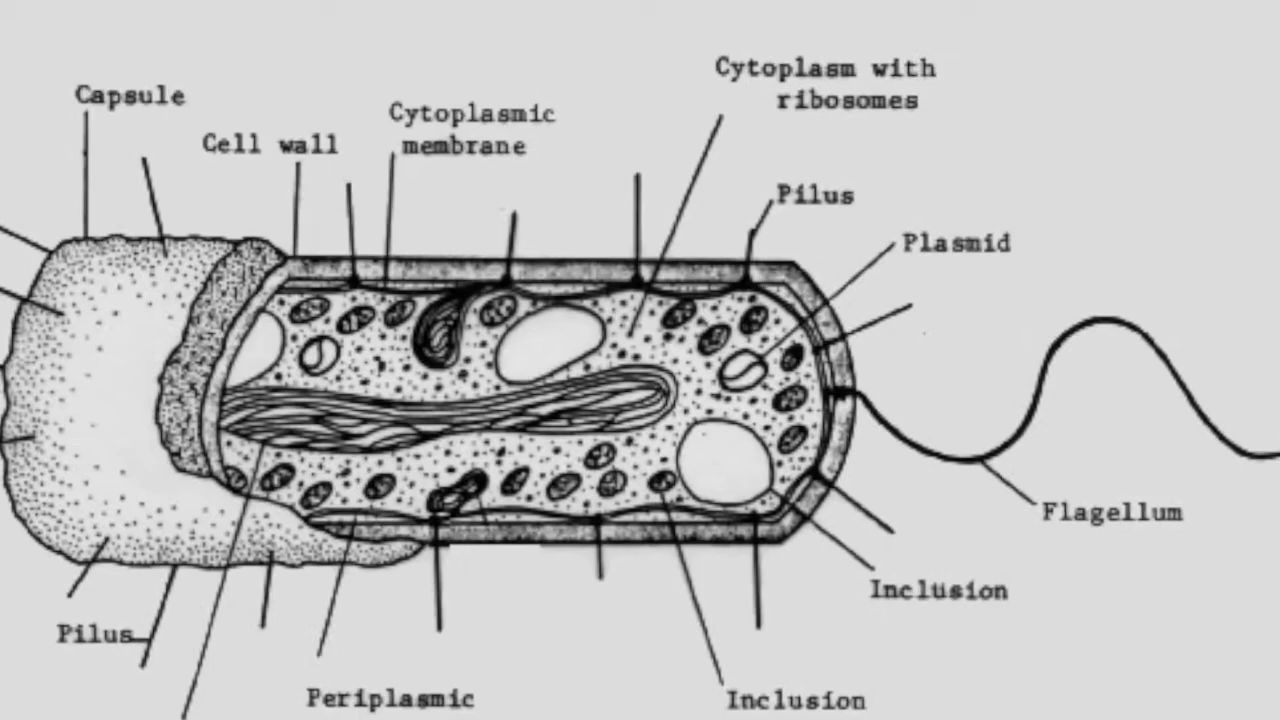 Cytoplasm with
ribosomes
Capsule
Cytoplasmic
membrane
Cell wall
Pilus
Plasmid
Flagellum
Inclusion
Pilus
Periplasmic
Inclusion